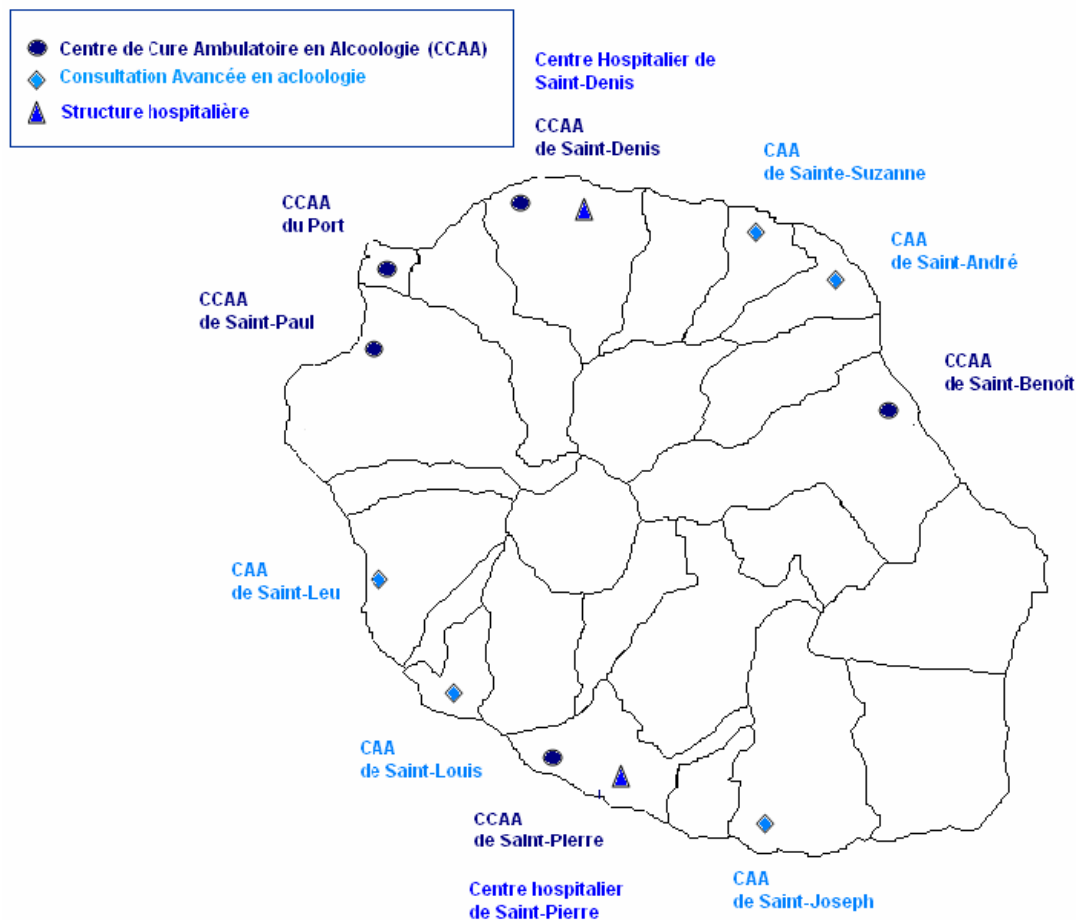 Centre de Cure Ambulatoire en Alcoologie (CCAA)
Consultation Avancée en acloologie
Structure hospitalière
Centre Hospitalier de
Saint-Denis
CCAA
de Saint-Denis
CAA
de Sainte-Suzanne
CCAA
du Port
CAA
de Saint-André
CCAA
de Saint-Paul
CCAA
de Saint-Benoît
CAA
de Saint-Leu
CAA
de Saint-Louis
CCAA
de Saint-Pierre
CAA
de Saint-Joseph
Centre hospitalier
de Saint-Pierre